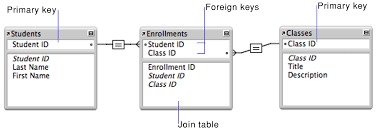 Primary key
Foreign keys
Primary key
Students
Student ID
Student ID
Last Name
First Name
Enrollments
Student ID
Class ID
Enrollment ID
Student ID
Class ID
Classes
Class ID
Class ID
Title
Description
Join table